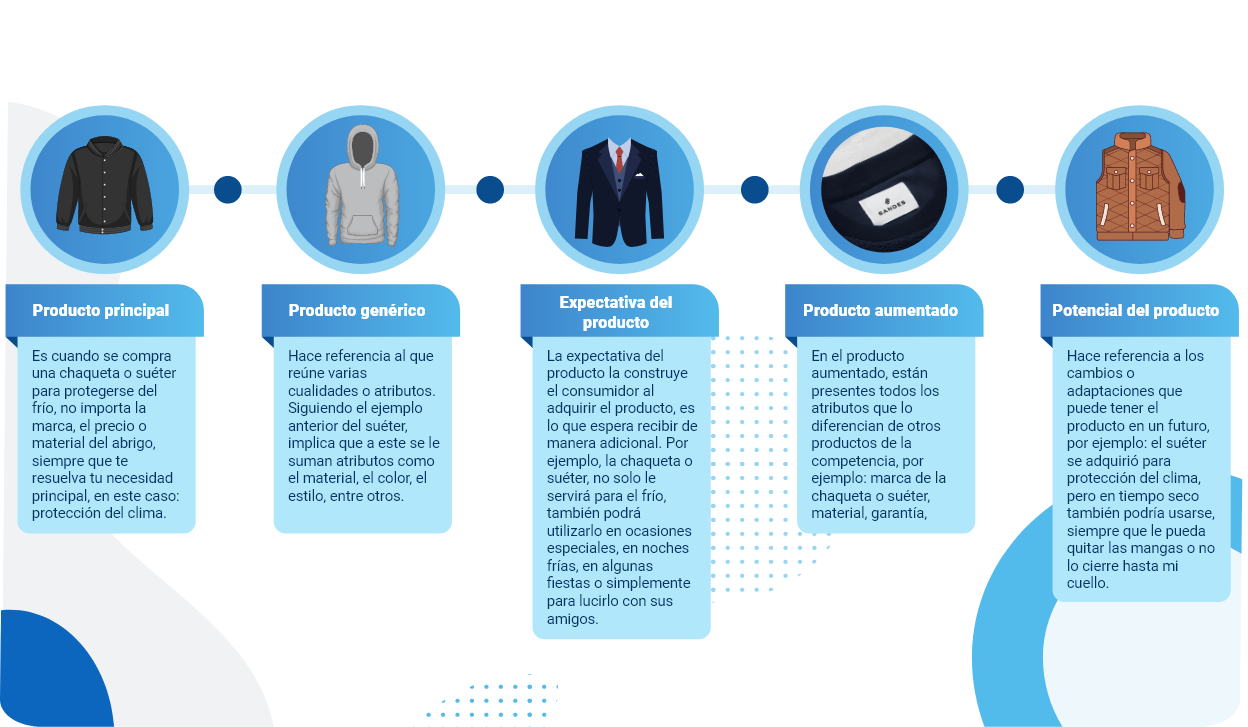 SANDES
Producto principal
Es cuando se compra
una chaqueta o suéter
para protegerse del
frío, no importa la
marca, el precio o
material del abrigo,
siempre que te
resuelva tu necesidad
principal, en este caso:
protección del clima.
Producto genérico
Hace referencia al que
reúne varias
cualidades o atributos.
Siguiendo el ejemplo
anterior del suéter,
implica que a este se le
suman atributos como
el material, el color, el
estilo, entre otros.
Expectativa del
producto
La expectativa del
producto la construye
el consumidor al
adquirir el producto, es
lo que espera recibir de
manera adicional. Por
ejemplo, la chaqueta o
suéter, no solo le
servirá para el frío,
también podrá
utilizarlo en ocasiones
especiales, en noches
frías, en algunas
fiestas o simplemente
para lucirlo con sus
amigos.
Producto aumentado
En el producto
aumentado, están
presentes todos los
atributos que lo
diferencian de otros
productos de la
competencia, por
ejemplo: marca de la
chaqueta o suéter,
material, garantía,
Potencial del producto
Hace referencia a los
cambios o
adaptaciones que
puede tener el
producto en un futuro,
por ejemplo: el suéter
se adquirió para
protección del clima,
pero en tiempo seco
también podría usarse,
siempre que le pueda
quitar las mangas o no
lo cierre hasta mi
cuello.